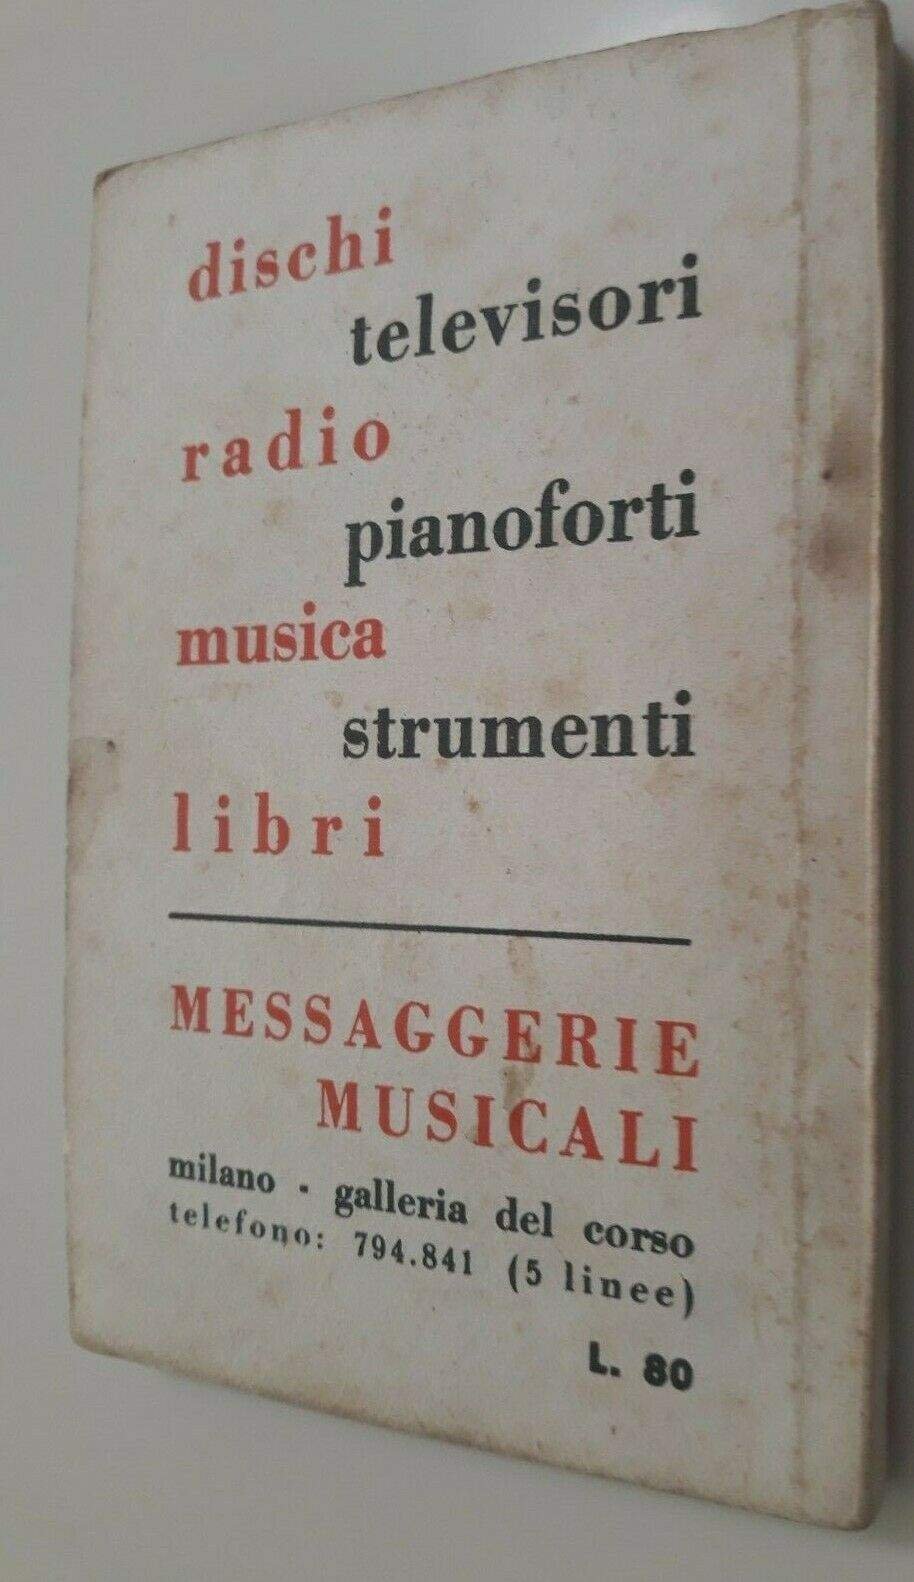 dischi
televisori
radio
pianoforti
musica
strumenti
libri
MESSAGGERIE
MUSICALI
milano - galleria del corso
telefono: 794.841 (5 linee)
L. 80